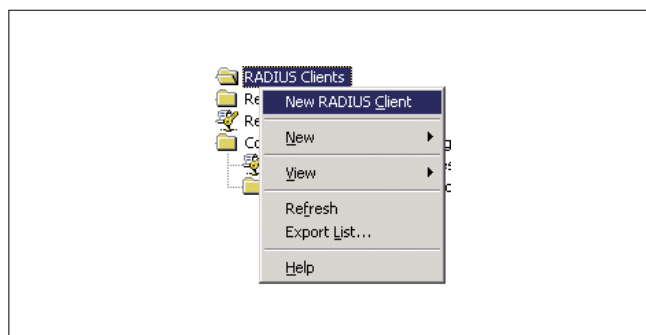 RADIUS Clients
New RADIUS Client
New
View
Refresh
Export List...
Help